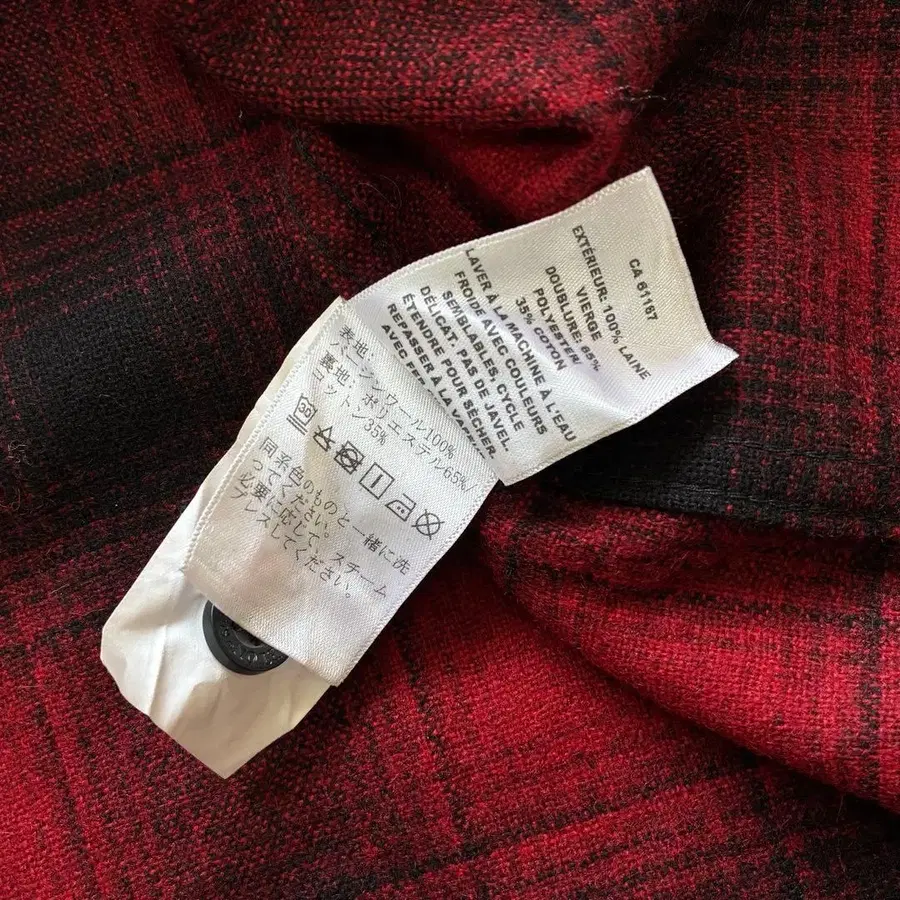 CA 61167
EXTÉRIEUR: 100% LAINE
VIERGE
DOUBLURE: 65%
POLYESTER/
35% COTON
LAVER À LA MACHINE À L'EAU
FROIDE AVEC COULEURS
SEMBLABLES, CYCLE
DÉLICAT. PAS DE JAVEL.
ÉTENDRE POUR SÉCHER.
REPASSER À LA
AVEC FER
表地:
バージンウール100%
裏地: ポリエステル65%/
コットン35%
30
同系色のものと一緒に洗
ってください。
必要に応じて、スチーム
プレスしてください。